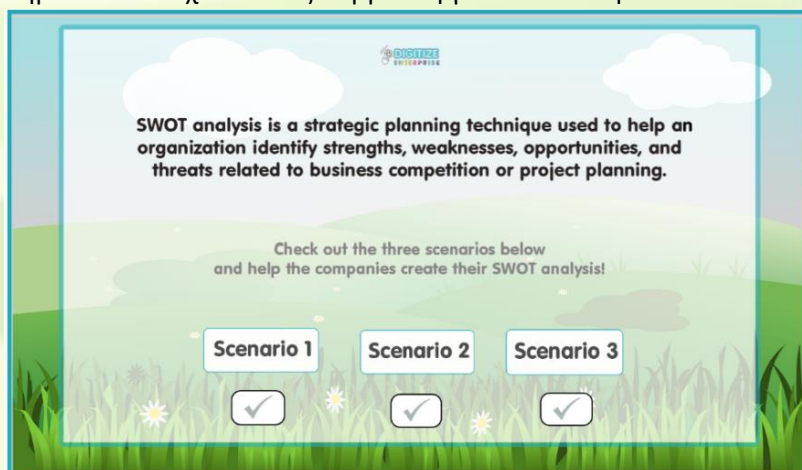 DIGITIZE
ENTERPRISE
SWOT analysis is a strategic planning technique used to help an
organization identify strengths, weaknesses, opportunities, and
threats related to business competition or project planning.
Check out the three scenarios below
and help the companies create their SWOT analysis!
Scenario 1
Scenario 2
Scenario 3